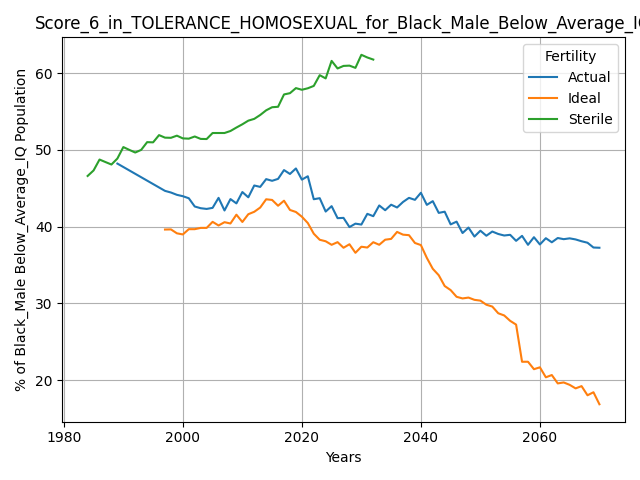 Score_6_in_TOLERANCE_HOMOSEXUAL_for_Black_Male_Below_Average_IQ
Fertility
Actual
Ideal
Sterile
% of Black_Male Below_Average_IQ Population
60
50
40
30
20
1980 2000 2020 2040 2060
Years